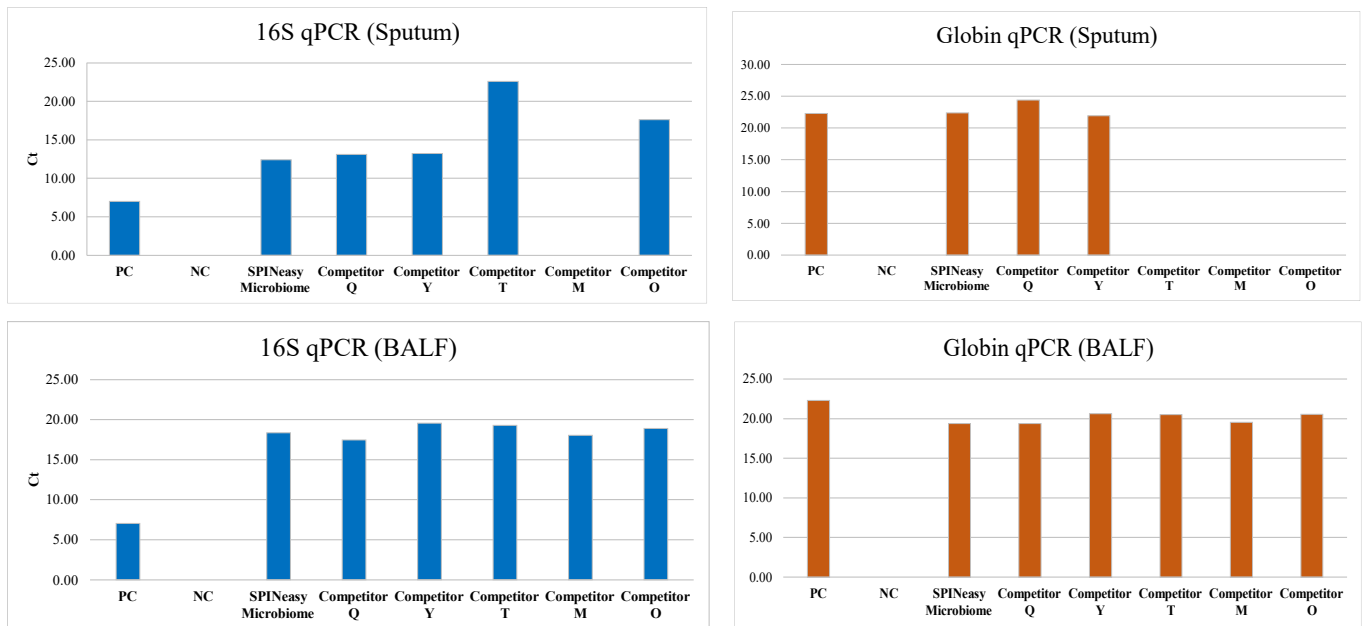 16S qPCR (Sputum)
25.00
20.00
15.00
10.00
5.00
0.00
Ct
PC NC SPINeasy Competitor Competitor Competitor Competitor Competitor
Microbiome Q Y T M O
Globin qPCR (Sputum)
30.00
25.00
20.00
15.00
10.00
5.00
0.00
PC NC SPINeasy Competitor Competitor Competitor Competitor Competitor
Microbiome Q Y T M O
16S qPCR (BALF)
25.00
20.00
15.00
10.00
5.00
0.00
Ct
PC NC SPINeasy Competitor Competitor Competitor Competitor Competitor
Microbiome Q Y T M O
Globin qPCR (BALF)
25.00
20.00
15.00
10.00
5.00
0.00
PC NC SPINeasy Competitor Competitor Competitor Competitor Competitor
Microbiome Q Y T M O